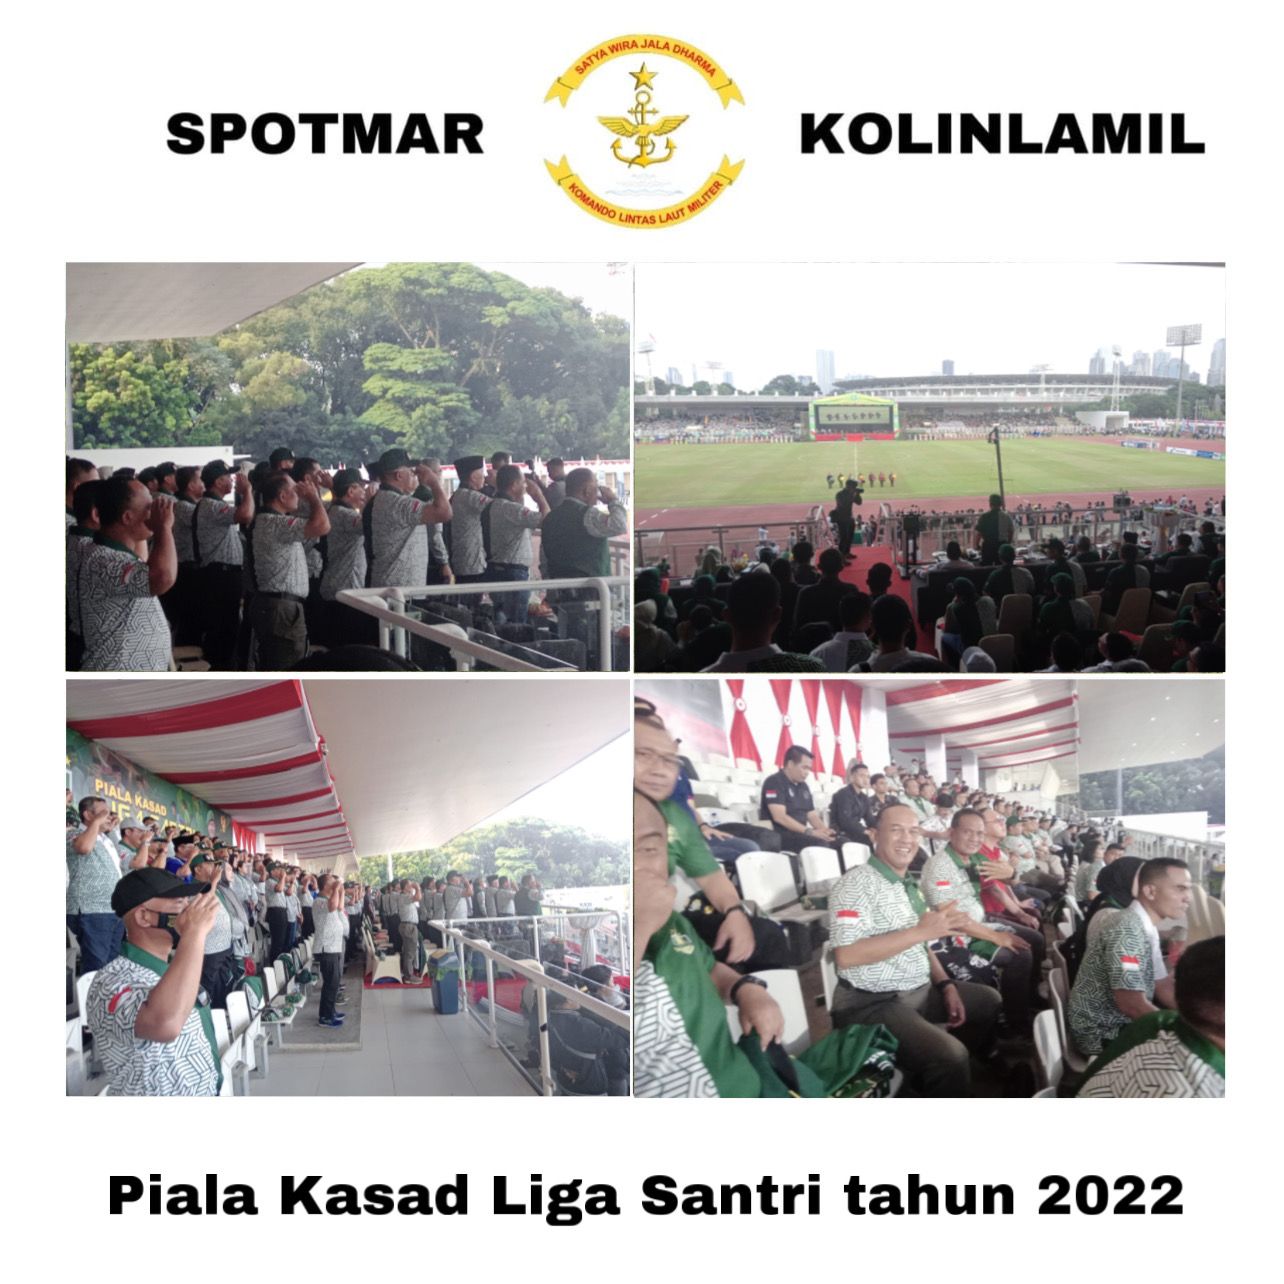 SPOTMAR
SATYA WIRA JALA DHARMA
KOMANDO LINTAS LAUT MILITER
KOLINLAMIL
PIALA KASAD
Piala Kasad Liga Santri tahun 2022